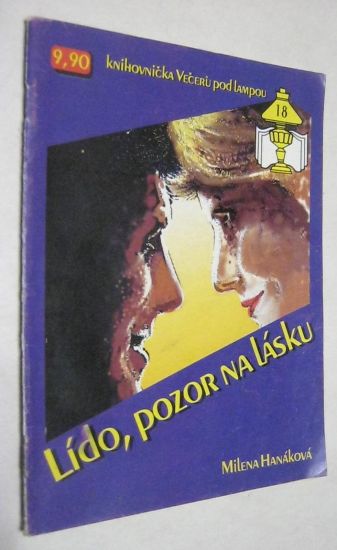 9,90
knihovnička Večerů pod lampou
18
Lído, pozor na lásku
Milena Hanáková